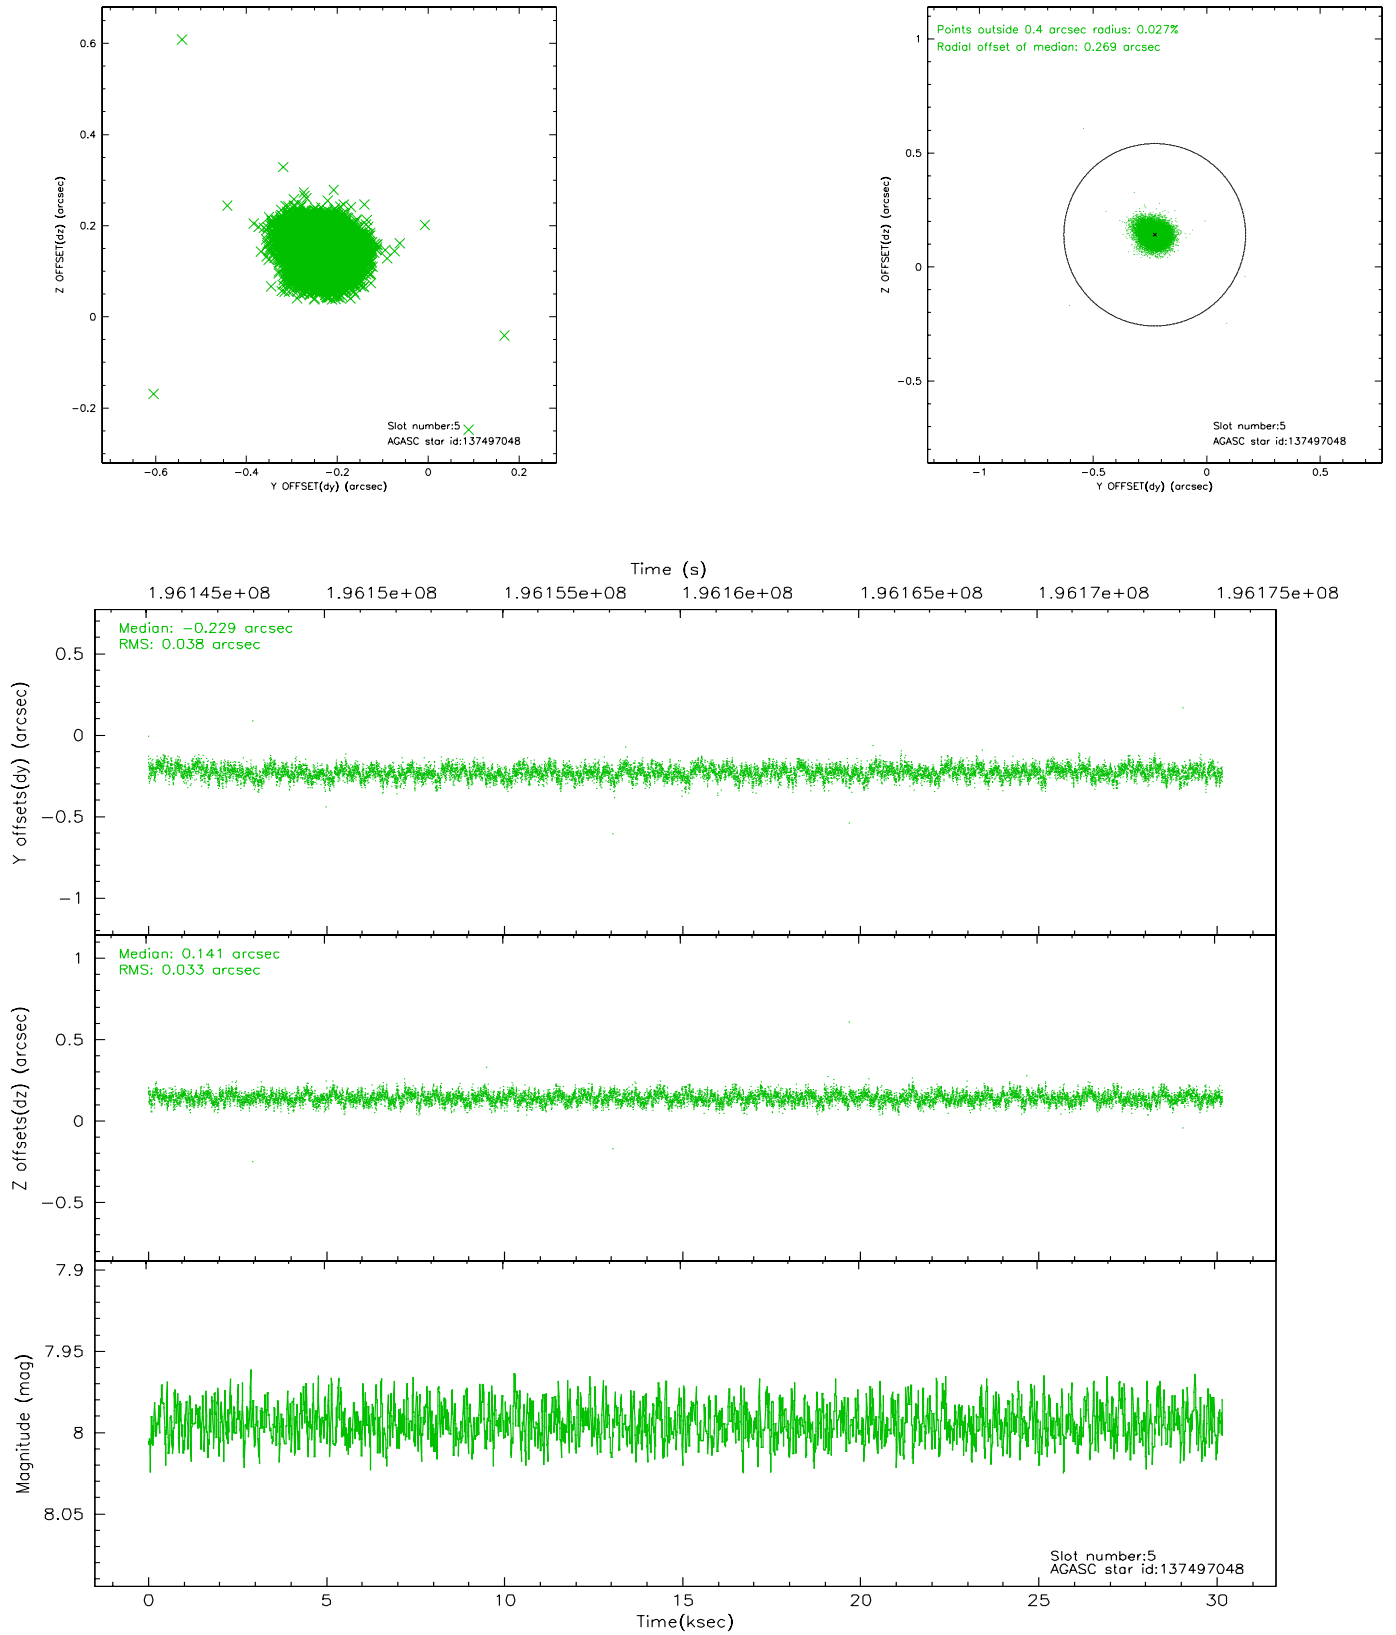 0.6
0.4
0.2
0
−0.2
Z OFFSET(dz) (arcsec)
Slot number:5
AGASC star id:137497048
−0.6 −0.4 −0.2 0 0.2
Y OFFSET(dy) (arcsec)
Points outside 0.4 arcsec radius: 0.027%
Radial offset of median: 0.269 arcsec
1
0.5
0
−0.5
Z OFFSET(dz) (arcsec)
Slot number:5
AGASC star id:137497048
−1 −0.5 0 0.5
Y OFFSET(dy) (arcsec)
Time (s)
1.96145e+08 1.9615e+08 1.96155e+08 1.9616e+08 1.96165e+08 1.9617e+08 1.96175e+08
Median: −0.229 arcsec
RMS: 0.038 arcsec
0.5
0
−0.5
−1
Y offsets(dy) (arcsec)
Median: 0.141 arcsec
RMS: 0.033 arcsec
1
0.5
0
−0.5
Z offsets(dz) (arcsec)
7.9
7.95
8
8.05
Magnitude (mag)
Slot number:5
AGASC star id:137497048
0 5 10 15 20 25 30
Time(ksec)